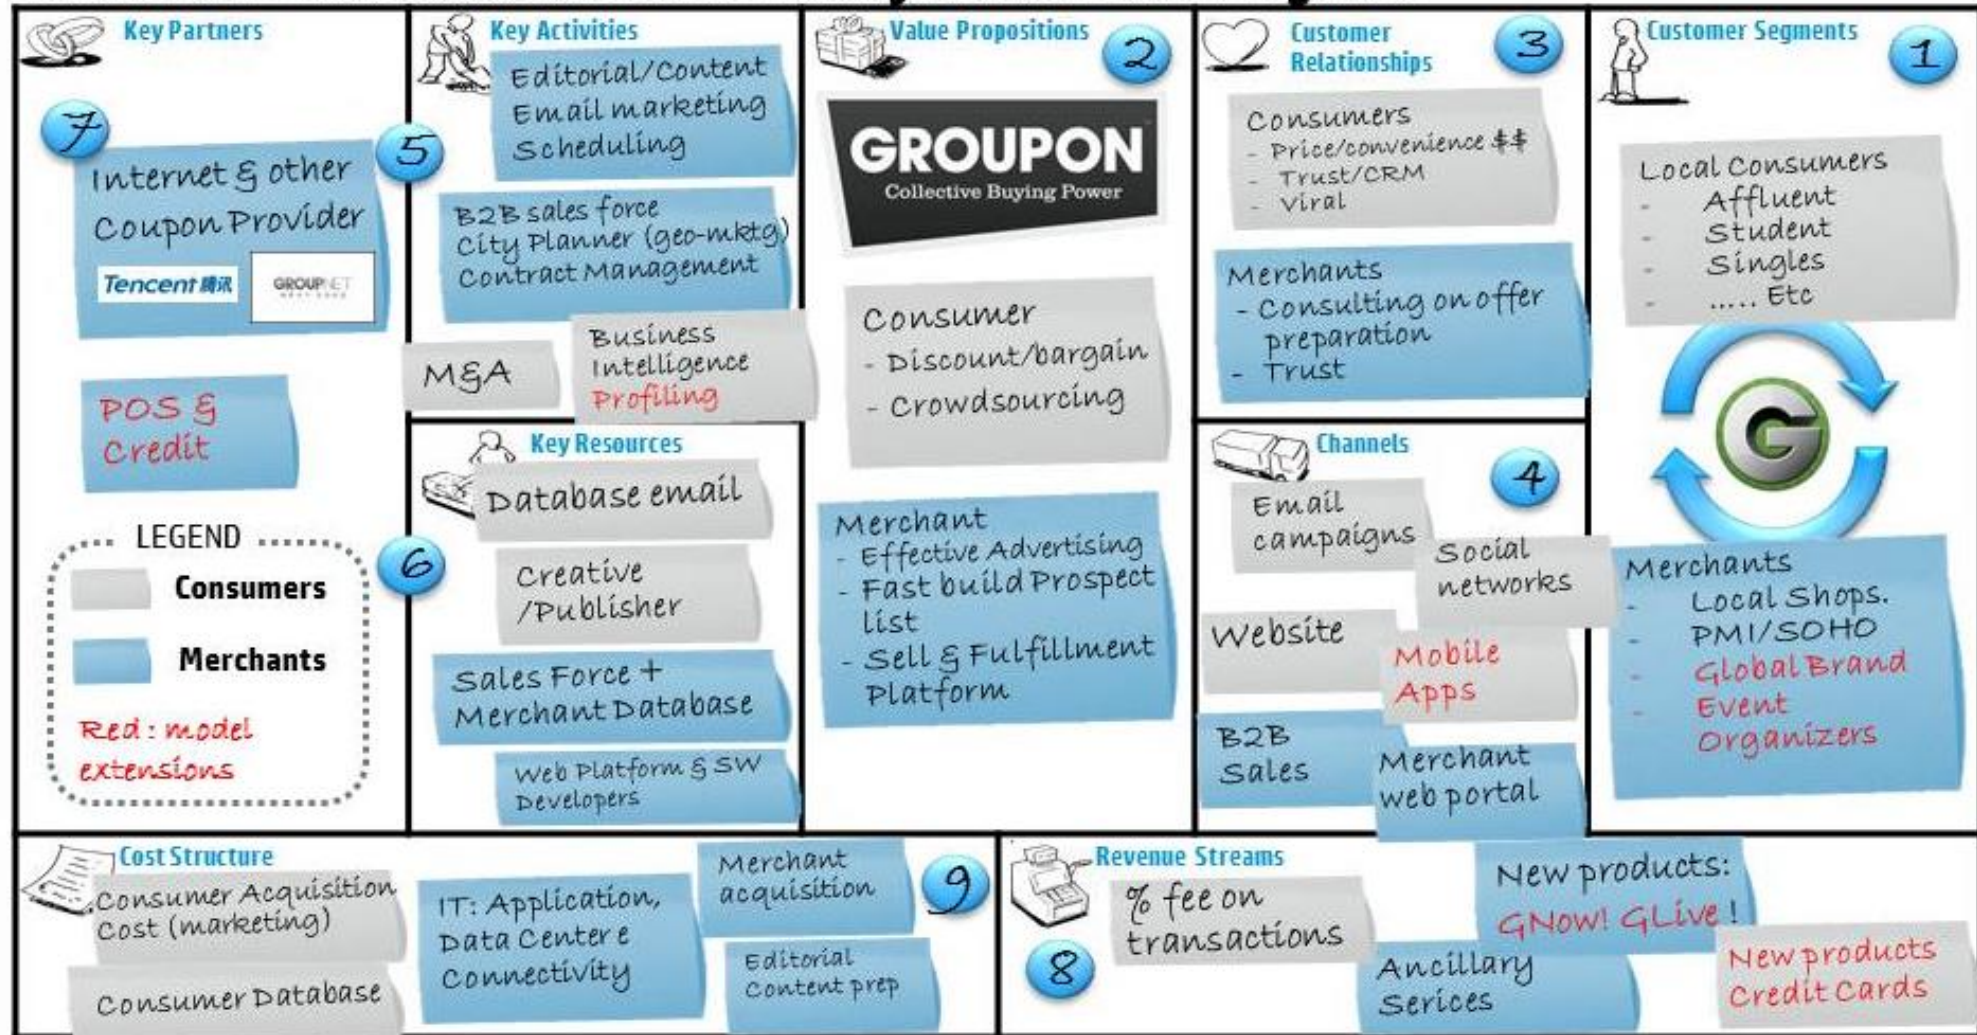 Key Partners
7
Internet & other
Coupon Provider
Tencent 腾讯
GROUPNET
POS &
Credit
LEGEND
Consumers
Merchants
Red : model
extensions
Key Activities
5
Editorial/Content
Email marketing
Scheduling
B2B sales force
City Planner (geo-mktg)
Contract Management
M&A
Business
Intelligence
Profiling
Key Resources
6
Database email
Creative
/Publisher
Sales Force +
Merchant Database
Web Platform & SW
Developers
Value Propositions
2
GROUPON
Collective Buying Power
Consumer
- Discount/bargain
- Crowdsourcing
Merchant
- Effective Advertising
- Fast build Prospect
list
- Sell & Fulfillment
Platform
Customer
Relationships
3
Consumers
- Price/convenience $$
- Trust/CRM
- Viral
Merchants
- Consulting on offer
preparation
- Trust
Channels
4
Email
campaigns
Social
networks
Website
Mobile
Apps
B2B
Sales
Merchant
web portal
Customer Segments
1
Local Consumers
- Affluent
- Student
- Singles
- ..... Etc
G
Merchants
- Local Shops.
- PMI/SOHO
- Global Brand
- Event
Organizers
Cost Structure
9
Consumer Acquisition
Cost (marketing)
Consumer Database
IT: Application,
Data Center e
Connectivity
Merchant
acquisition
Editorial
Content prep
Revenue Streams
8
% fee on
transactions
New products:
GNow! GLive !
Ancillary
Serices
New products
Credit Cards